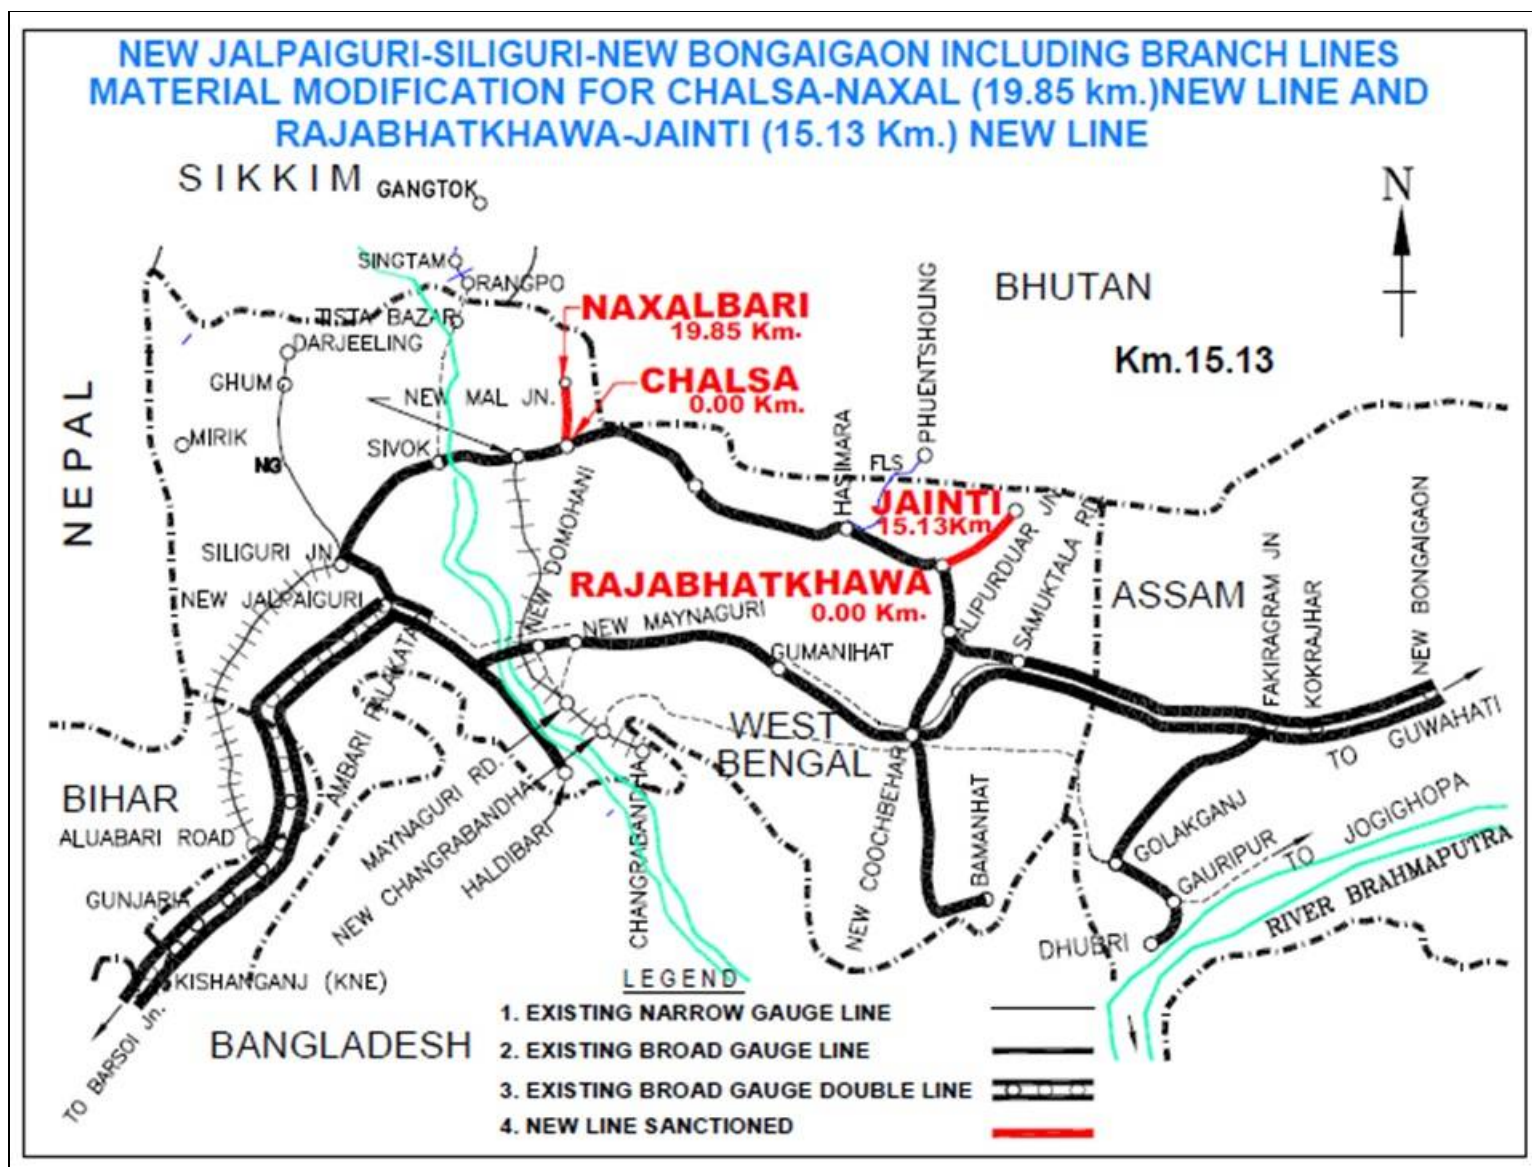 NEW JALPAIGURI-SILIGURI-NEW BONGAIGAON INCLUDING BRANCH LINES
MATERIAL MODIFICATION FOR CHALSA-NAXAL (19.85 km.)NEW LINE AND
RAJABHATKHAWA-JAINTI (15.13 Km.) NEW LINE
SIKKIM
GANGTOK
N
SINGTAM
ORANGPO
BHUTAN
NAXALBARI
19.85 Km.
TISTA BAZAR
DARJEELING
PHUENTSHOLING
Km.15.13
GHUM
CHALSA
0.00 Km.
NEW MAL JN.
NEPAL
MIRIK
SIVOK
NG
HASIMARA
FLS
JAINTI
15.13Km
NEW DOMOHANI
ALIPURDUAR JN
SAMUKTALA RD.
NEW BONGAIGAON
SILIGURI JN.
NEW JALPAIGURI
RAJABHATKHAWA
0.00 Km.
ASSAM
FAKIRAGRAM JN
KOKRAJHAR
NEW MAYNAGURI
GUMANIHAT
AMBARI FALAKATA
WEST
BENGAL
TO GUWAHATI
BIHAR
ALUABARI ROAD
MAYNAGURI RD.
NEW CHANGRABANDHA
HALDIBARI
CHANGRABANDHA
NEW COOCHBEHAR
BAMANHAT
GOLAKGANJ
GAURIPUR
TO JOGIGHOPA
RIVER BRAHMAPUTRA
DHUBRI
GUNJARIA
KISHANGANJ (KNE)
TO BARSOI Jn.
BANGLADESH
LEGEND
1. EXISTING NARROW GAUGE LINE
2. EXISTING BROAD GAUGE LINE
3. EXISTING BROAD GAUGE DOUBLE LINE
4. NEW LINE SANCTIONED